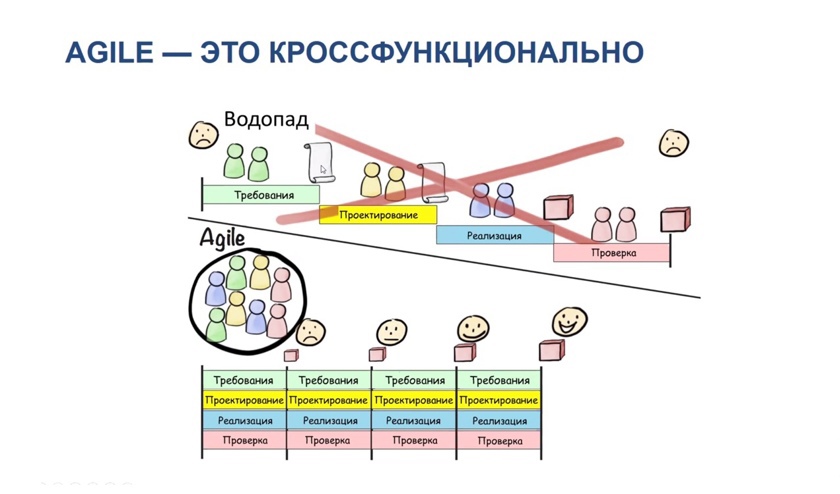 AGILE — ЭТО КРОССФУНКЦИОНАЛЬНО
Водопад
Требования
Проектирование
Реализация
Проверка
Agile
Требования Требования Требования Требования
Проектирование Проектирование Проектирование Проектирование
Реализация Реализация Реализация Реализация
Проверка Проверка Проверка Проверка